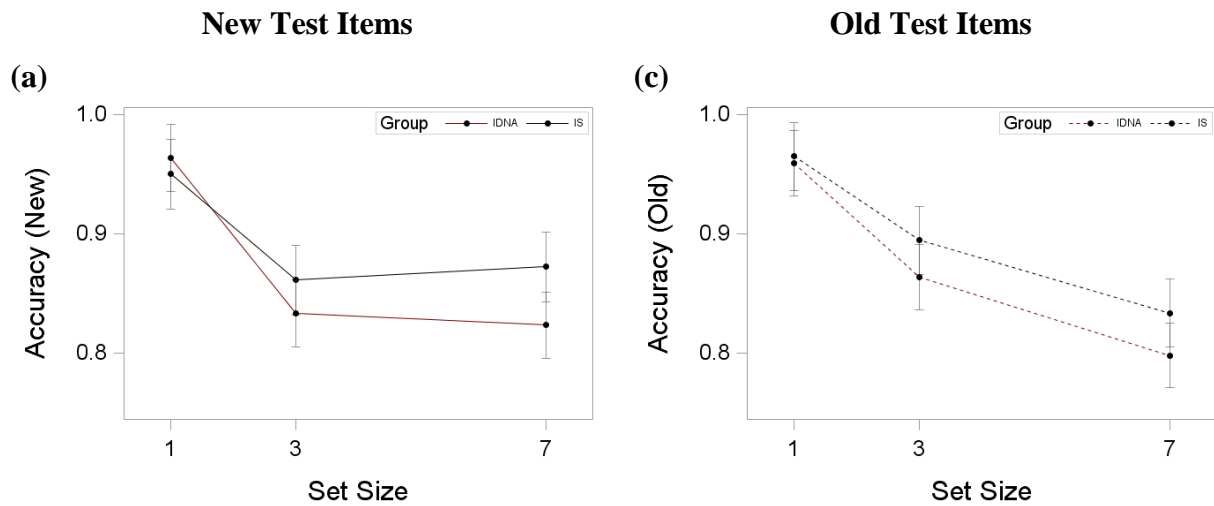 New Test Items
Old Test Items
(a)
(c)
1.0
0.9
0.8
Accuracy (New)
Group IDNA IS
1 3 7
Set Size
1.0
0.9
0.8
Accuracy (Old)
Group IDNA IS
1 3 7
Set Size